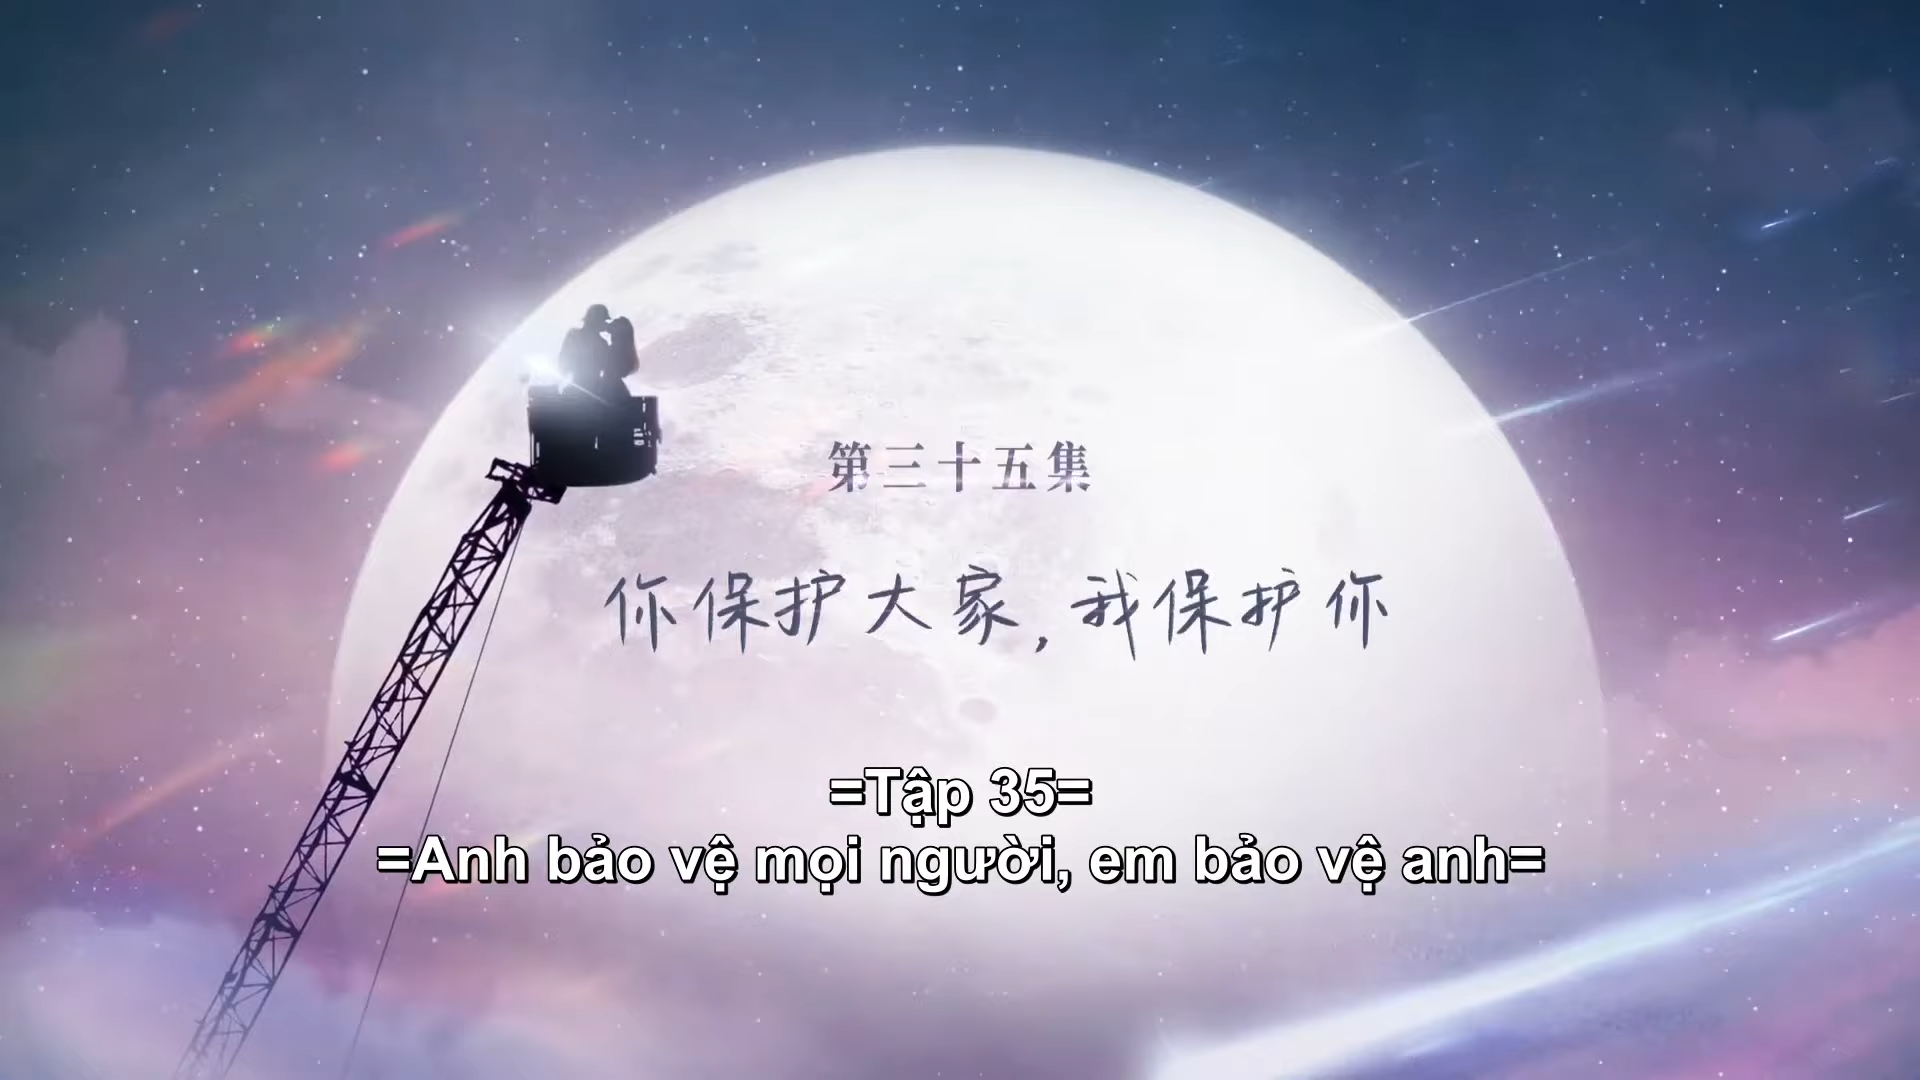 第三十五集
你保护大家,我保护你
=Tập 35=
=Anh bảo vệ mọi người, em bảo vệ anh=